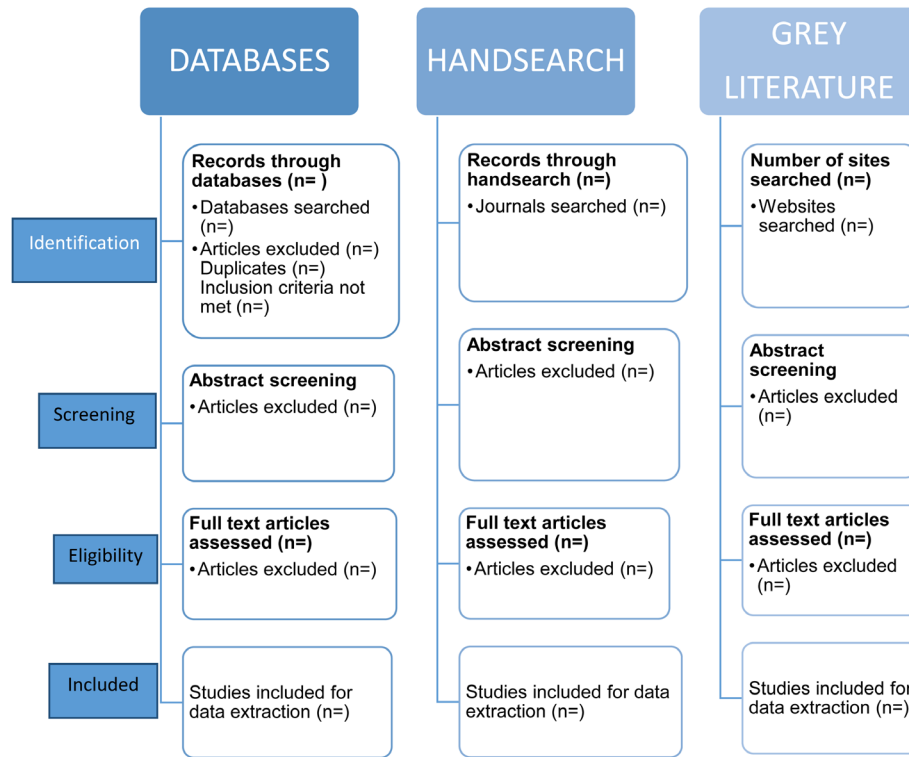 DATABASES
HANDSEARCH
GREY
LITERATURE
Identification
Records through
databases (n= )
•Databases searched
(n=)
•Articles excluded (n=)
Duplicates (n=)
Inclusion criteria not
met (n=)
Records through
handsearch (n=)
•Journals searched (n=)
Number of sites
searched (n=)
•Websites
searched (n=)
Screening
Abstract screening
•Articles excluded (n=)
Abstract screening
•Articles excluded (n=)
Abstract
screening
•Articles excluded
(n=)
Eligibility
Full text articles
assessed (n=)
•Articles excluded (n=)
Full text articles
assessed (n=)
•Articles excluded (n=)
Full text articles
assessed (n=)
•Articles excluded
(n=)
Included
Studies included for
data extraction (n=)
Studies included for data
extraction (n=)
Studies included for
data extraction (n=)